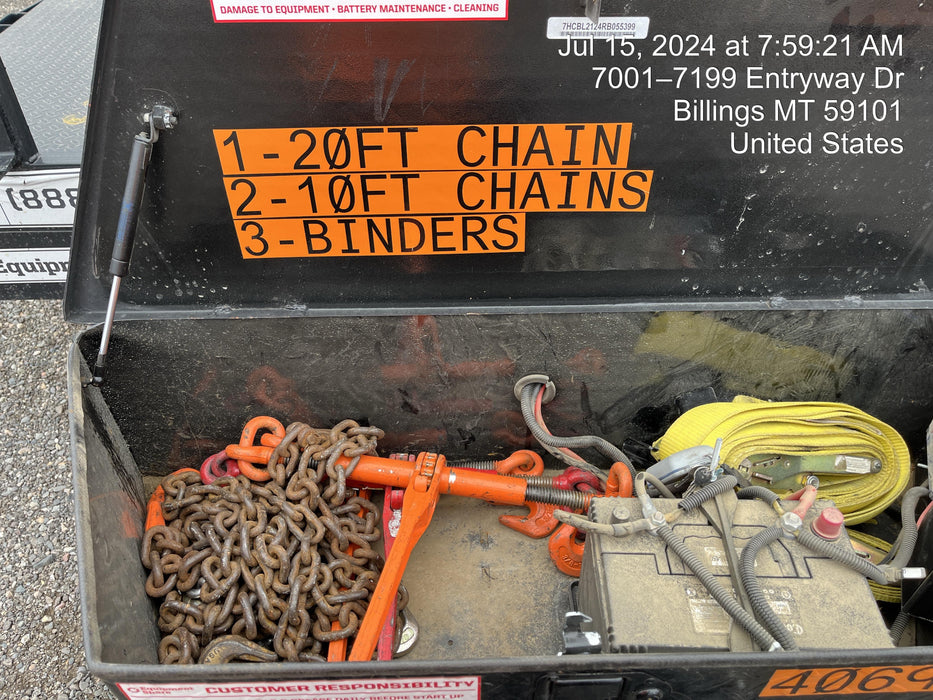 DAMAGE TO EQUIPMENT • BATTERY MAINTENANCE • CLEANING
7HCBL2124RB055399
Jul 15, 2024 at 7:59:21 AM
7001–7199 Entryway Dr
Billings MT 59101
United States
1-20FT CHAIN
2-10FT CHAINS
3-BINDERS
(888
Equipm
EquipmentShare
CUSTOMER RESPONSIBILITY
4069